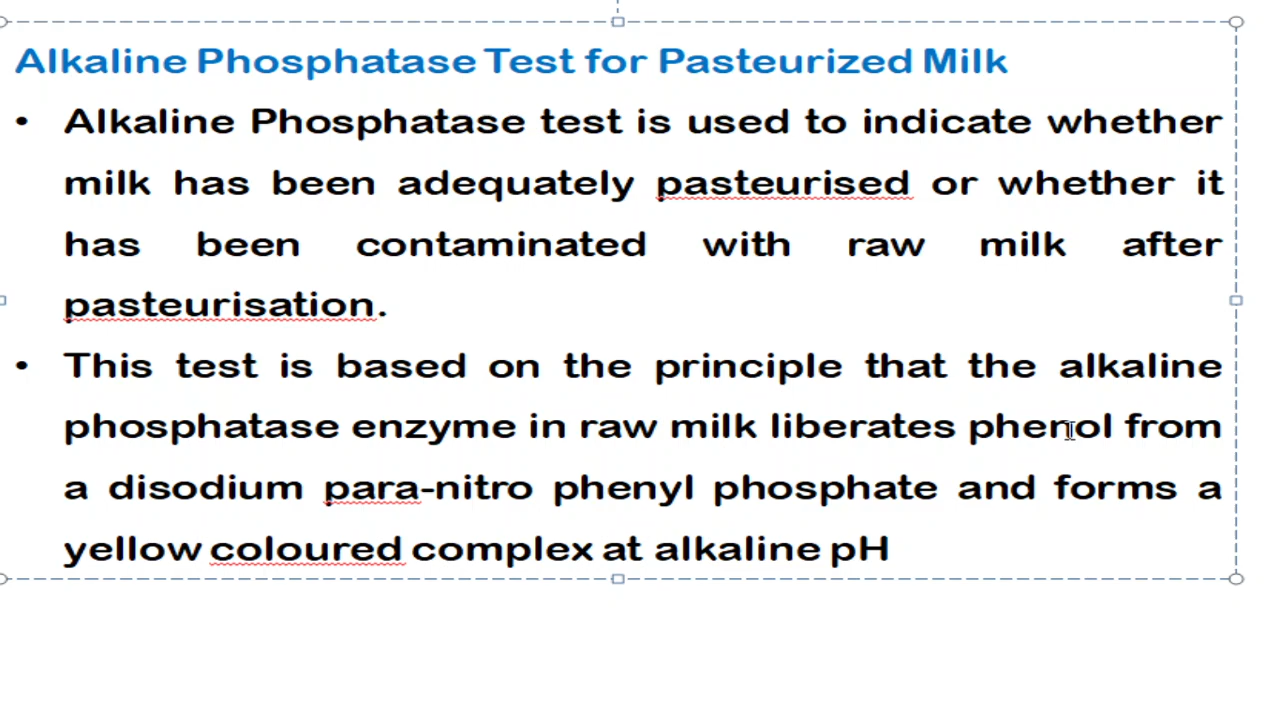 Alkaline Phosphatase Test for Pasteurized Milk
• Alkaline Phosphatase test is used to indicate whether
milk has been adequately pasteurised or whether it
has been contaminated with raw milk after
pasteurisation.
• This test is based on the principle that the alkaline
phosphatase enzyme in raw milk liberates phenol from
a disodium para-nitro phenyl phosphate and forms a
yellow coloured complex at alkaline pH